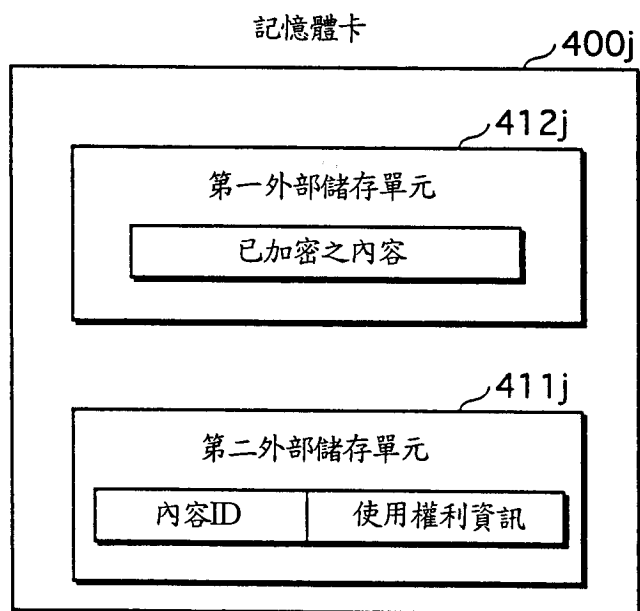 記憶體卡
400j
412j
第一外部儲存單元
已加密之內容
411j
第二外部儲存單元
內容ID 使用權利資訊